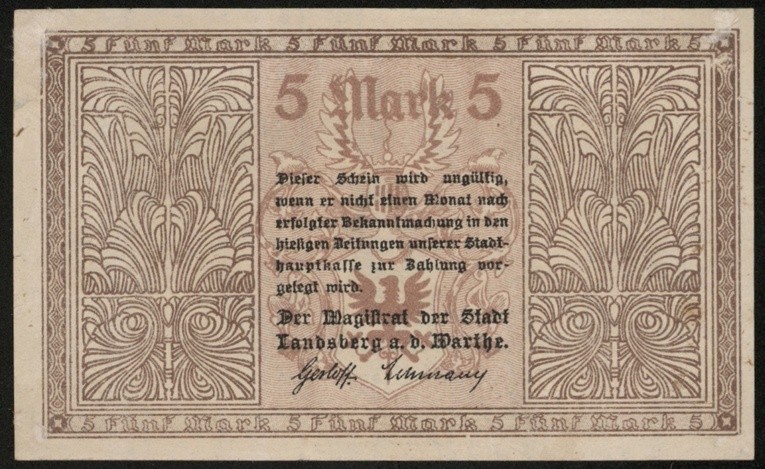 5 Fünf Mark 5 Fünf Mark 5 Fünf Mark 5
5 Mark 5
Dieser Schein wird ungültig,
wenn er nicht einen Monat nach
erfolgter Bekanntmachung in den
hiesigen Zeitungen unserer Stadt-
hauptkasse zur Zahlung vor-
gelegt wird.
Der Magistrat der Stadt
Landsberg a. d. Warthe.
Gerloff
5 Fünf Mark 5 Fünf Mark 5 Fünf Mark 5